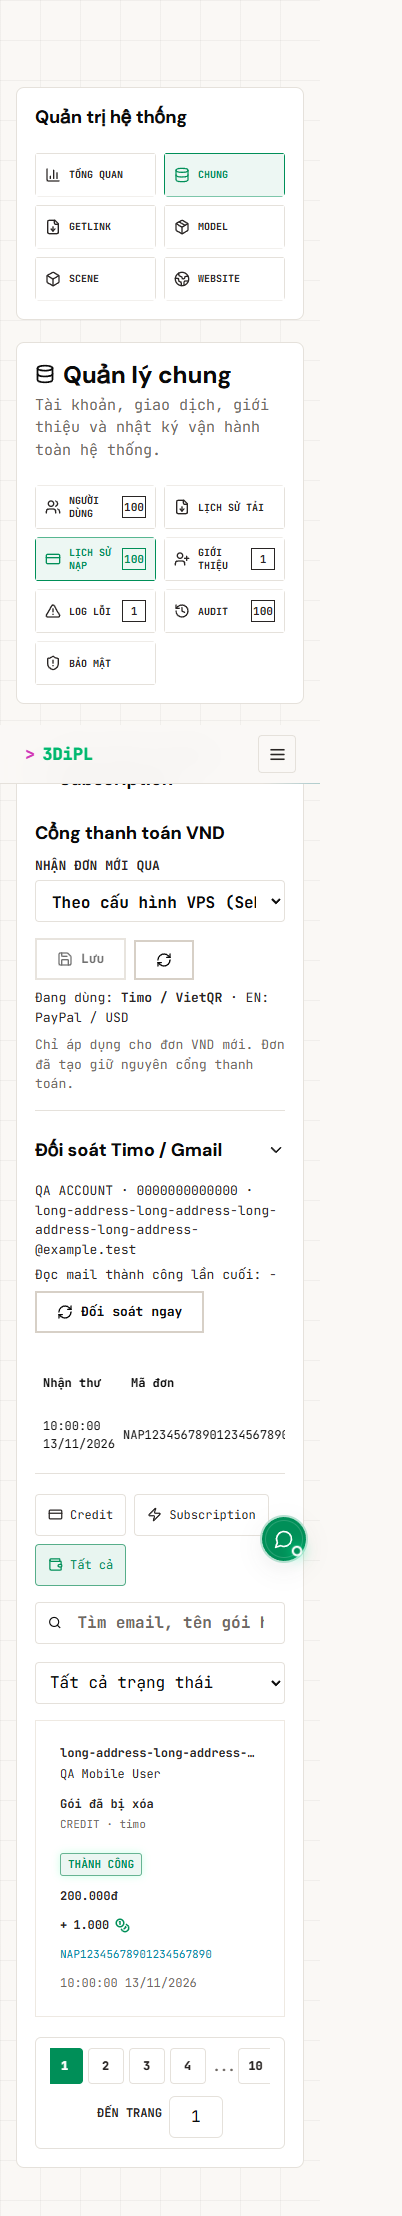 Quản trị hệ thống
TỔNG QUAN
CHUNG
GETLINK
MODEL
SCENE
WEBSITE
Quản lý chung
Tài khoản, giao dịch, giới
thiệu và nhật ký vận hành
toàn hệ thống.
NGƯỜI
DÙNG
100
LỊCH SỬ TẢI
LỊCH SỬ
NẠP
100
GIỚI
THIỆU
1
LOG LỖI
1
AUDIT
100
BẢO MẬT
> 3DiPL
Subscription
Cổng thanh toán VND
NHẬN ĐƠN MỚI QUA
Theo cấu hình VPS (Sel
Lưu
Đang dùng: Timo / VietQR · EN:
PayPal / USD
Chỉ áp dụng cho đơn VND mới. Đơn
đã tạo giữ nguyên cổng thanh
toán.
Đối soát Timo / Gmail
QA ACCOUNT · 0000000000000 ·
long-address-long-address-long-
address-long-address-
@example.test
Đọc mail thành công lần cuối: -
Đối soát ngay
Nhận thư
Mã đơn
10:00:00
13/11/2026
NAP12345678901234567890
Credit
Subscription
Tất cả
Tìm email, tên gói h
Tất cả trạng thái
long-address-long-address-…
QA Mobile User
Gói đã bị xóa
CREDIT · timo
THÀNH CÔNG
200.000đ
+ 1.000
NAP12345678901234567890
10:00:00 13/11/2026
1 2 3 4 ... 10
ĐẾN TRANG 1